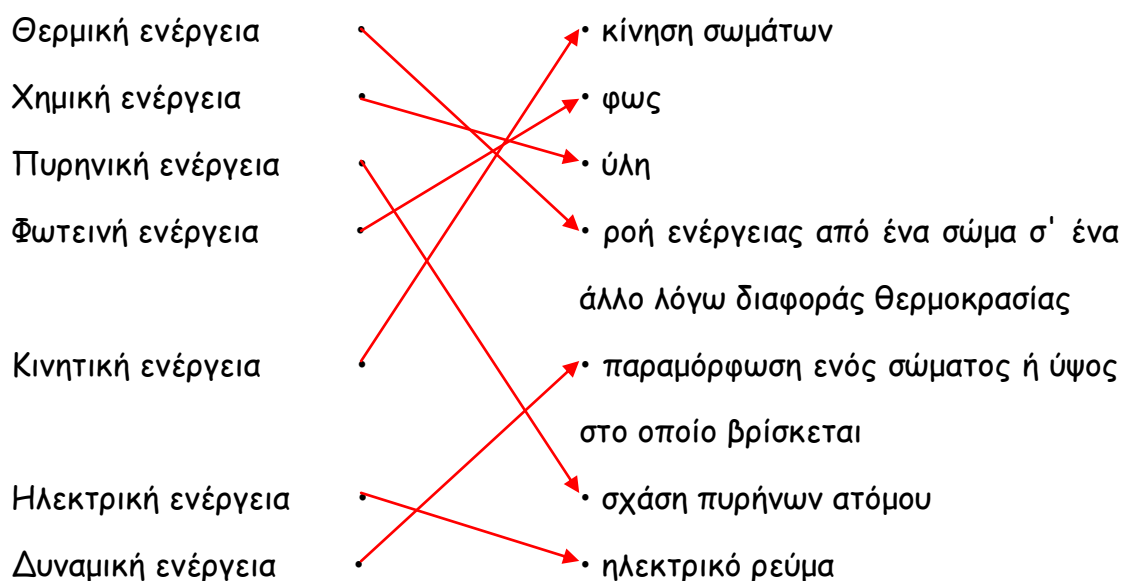 Θερμική ενέργεια • • κίνηση σωμάτων
Χημική ενέργεια • • φως
Πυρηνική ενέργεια • • ύλη
Φωτεινή ενέργεια • • ροή ενέργειας από ένα σώμα σ' ένα
άλλο λόγω διαφοράς θερμοκρασίας
Κινητική ενέργεια • • παραμόρφωση ενός σώματος ή ύψος
στο οποίο βρίσκεται
Ηλεκτρική ενέργεια • • σχάση πυρήνων ατόμου
Δυναμική ενέργεια • • ηλεκτρικό ρεύμα